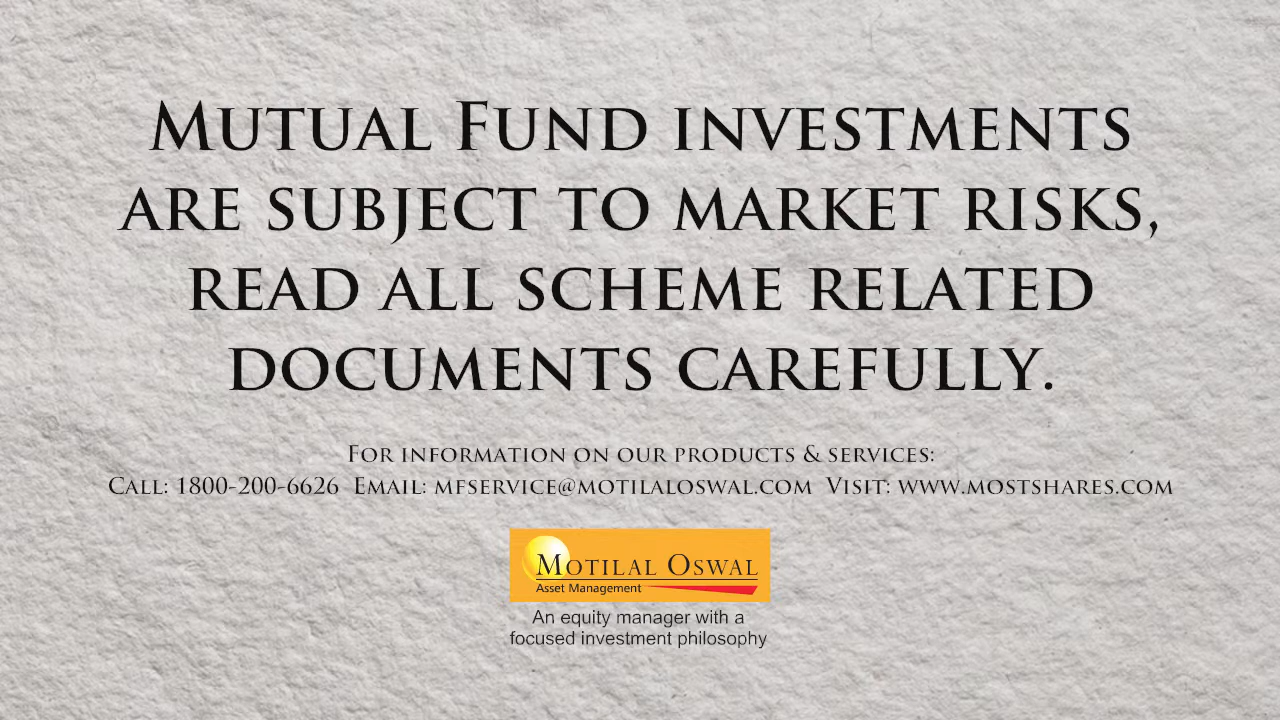 Mutual Fund investments
are subject to market risks,
read all scheme related
documents carefully.
For information on our products & services:
Call: 1800-200-6626 Email: mfservice@motilaloswal.com Visit: www.mostshares.com
Motilal Oswal
Asset Management
An equity manager with a
focused investment philosophy